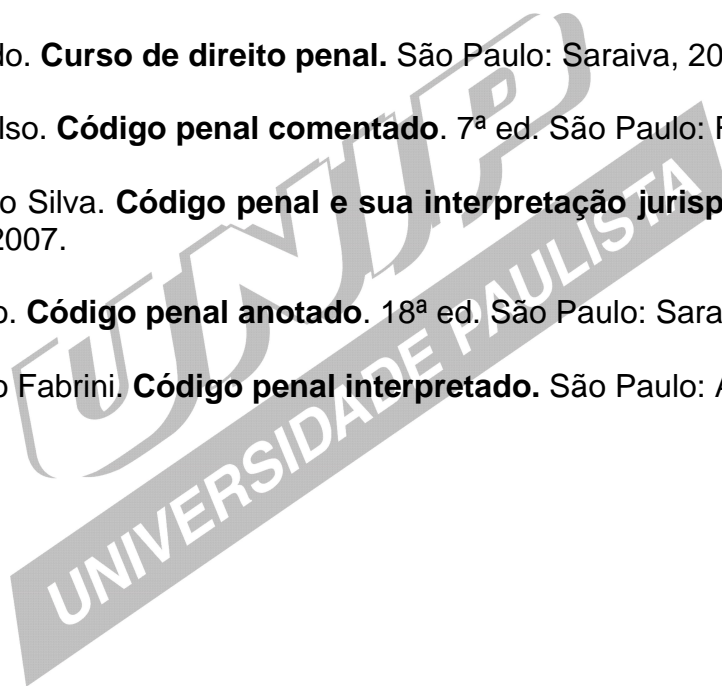 do. Curso de direito penal. São Paulo: Saraiva, 20
lso. Código penal comentado. 7ª ed. São Paulo:
o Silva. Código penal e sua interpretação jurisp
2007.
o. Código penal anotado. 18ª ed. São Paulo: Sara
o Fabrini. Código penal interpretado. São Paulo: A
UNIP
UNIVERSIDADE PAULISTA